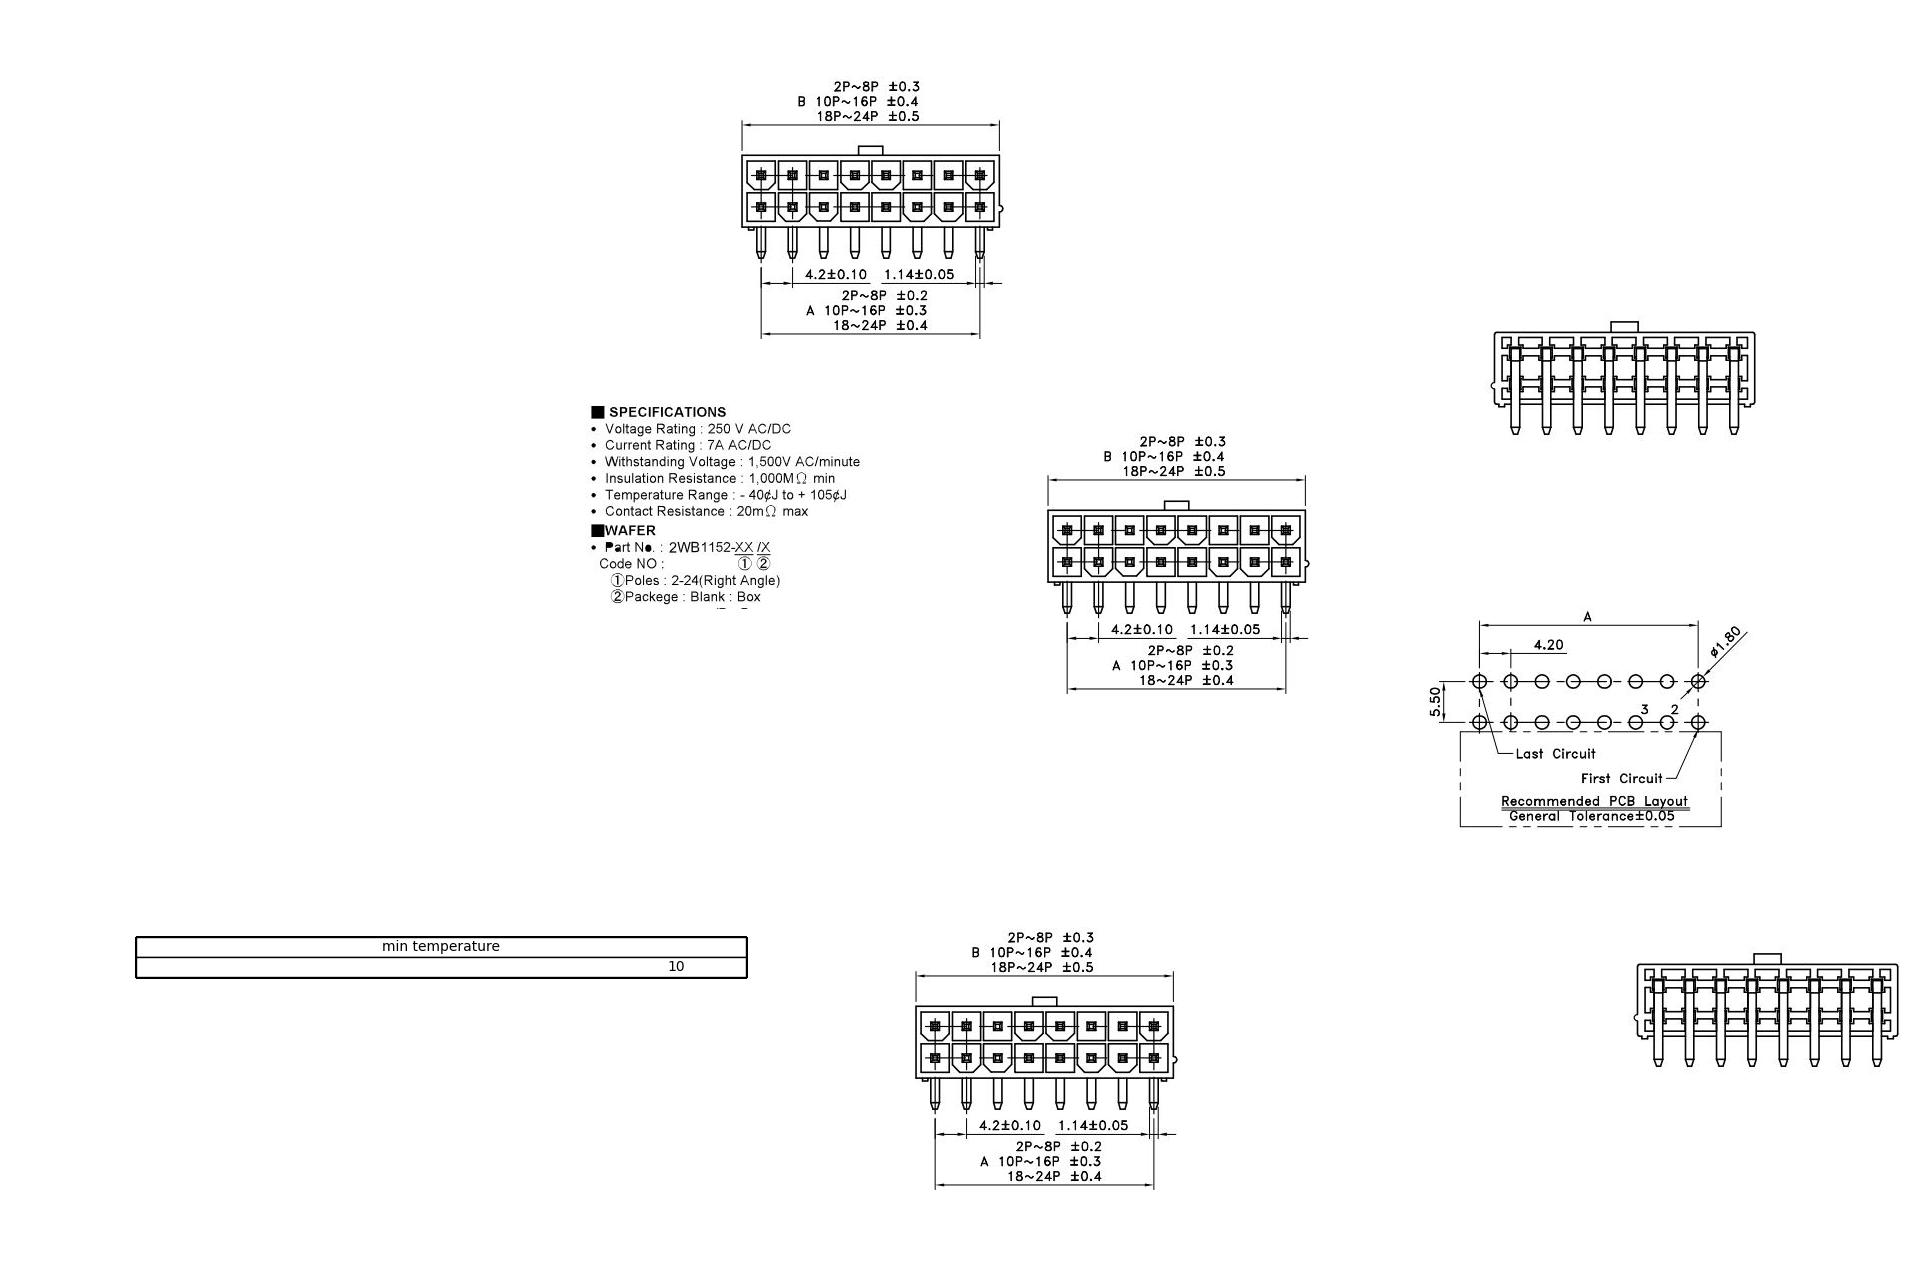 2P~8P ±0.3
B 10P~16P ±0.4
18P~24P ±0.5
4.2±0.10 1.14±0.05
2P~8P ±0.2
A 10P~16P ±0.3
18~24P ±0.4
■ SPECIFICATIONS
• Voltage Rating : 250 V AC/DC
• Current Rating : 7A AC/DC
• Withstanding Voltage : 1,500V AC/minute
• Insulation Resistance : 1,000MΩ min
• Temperature Range : - 40¢J to + 105¢J
• Contact Resistance : 20mΩ max
■WAFER
• Part No. : 2WB1152-XX /X
Code NO : ① ②
①Poles : 2-24(Right Angle)
②Packege : Blank : Box
2P~8P ±0.3
B 10P~16P ±0.4
18P~24P ±0.5
4.2±0.10 1.14±0.05
2P~8P ±0.2
A 10P~16P ±0.3
18~24P ±0.4
A
4.20
ø1.80
5.50
3 2
Last Circuit
First Circuit
Recommended PCB Layout
General Tolerance±0.05
min temperature
10
2P~8P ±0.3
B 10P~16P ±0.4
18P~24P ±0.5
4.2±0.10 1.14±0.05
2P~8P ±0.2
A 10P~16P ±0.3
18~24P ±0.4